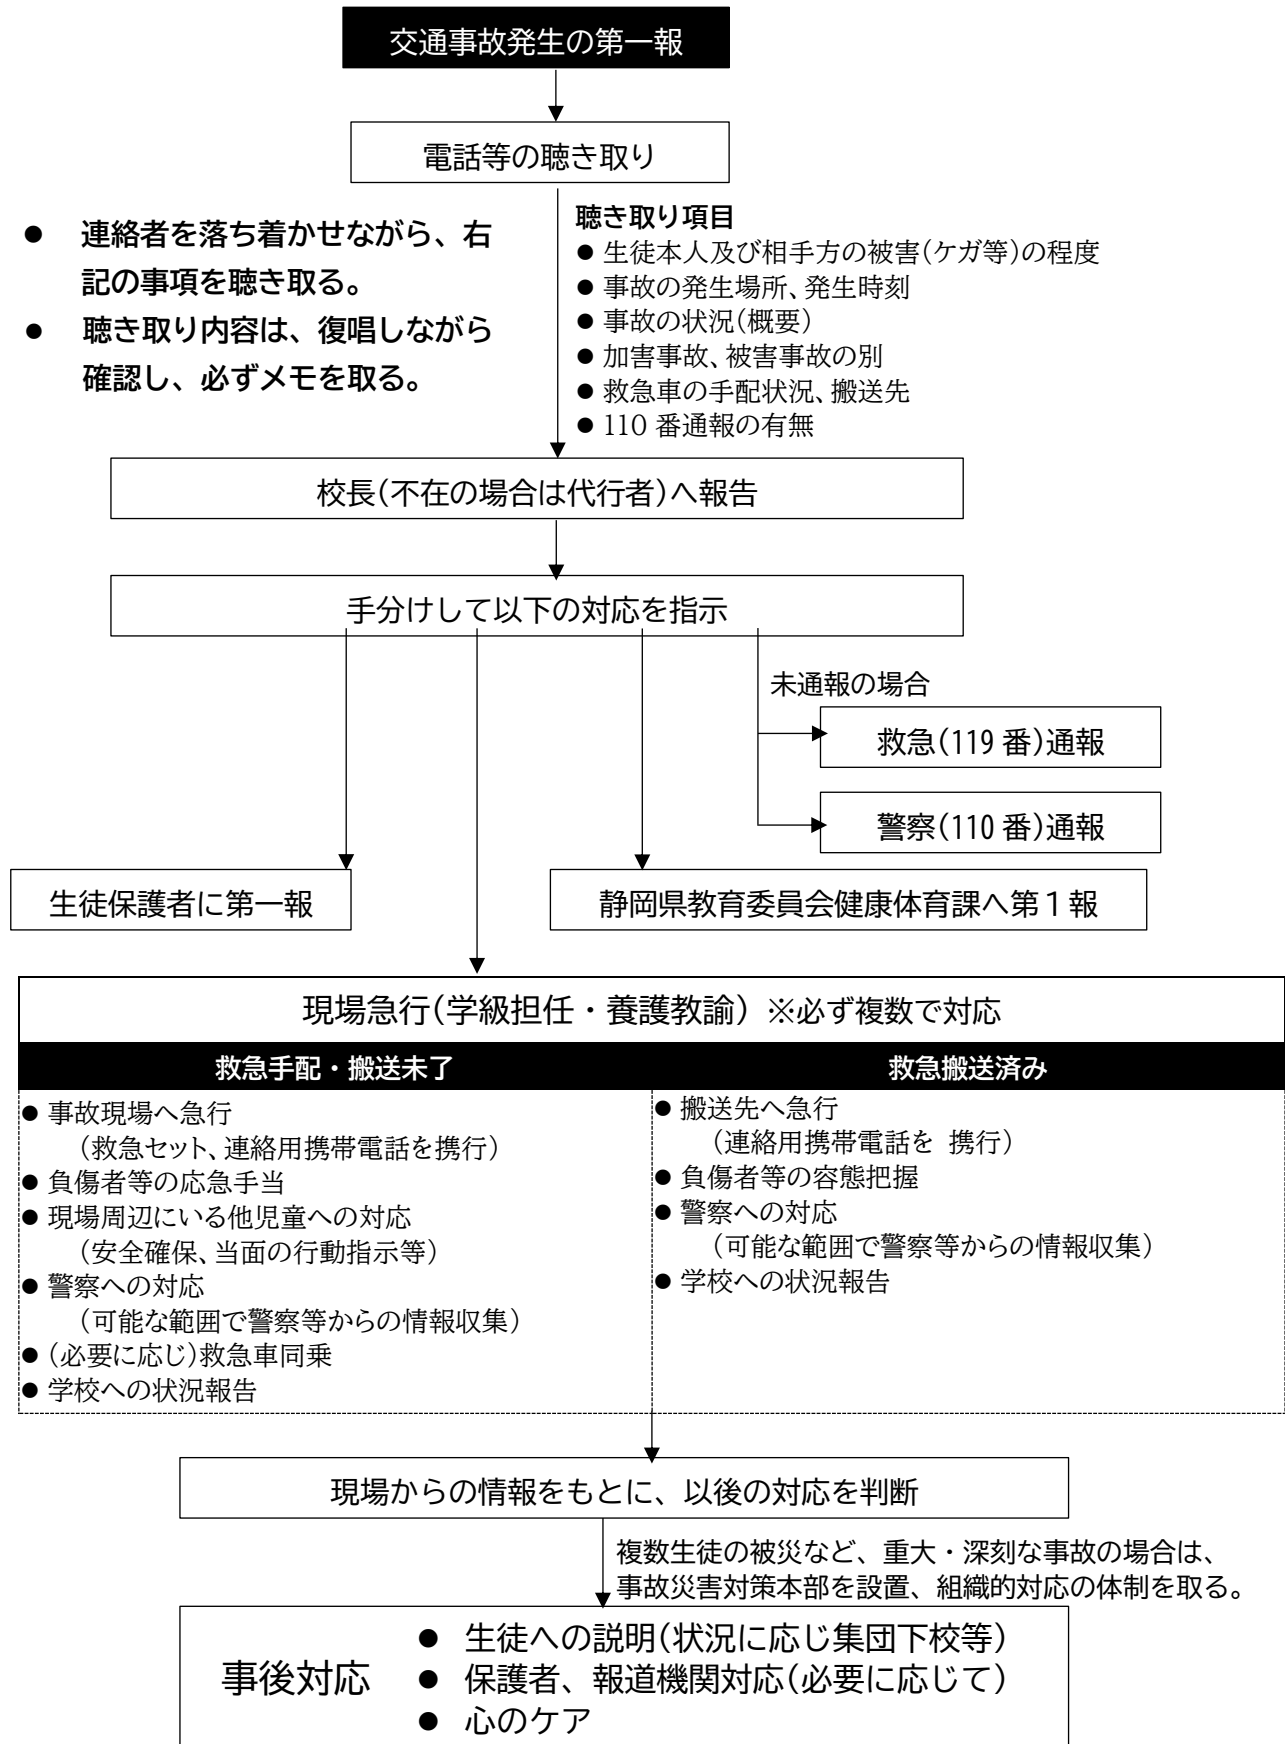 交通事故発生の第一報
電話等の聴き取り
● 連絡者を落ち着かせながら、右
記の事項を聴き取る。
● 聴き取り内容は、復唱しながら
確認し、必ずメモを取る。
聴き取り項目
● 生徒本人及び相手方の被害(ケガ等)の程度
● 事故の発生場所、発生時刻
● 事故の状況(概要)
● 加害事故、被害事故の別
● 救急車の手配状況、搬送先
● 110 番通報の有無
校長(不在の場合は代行者)へ報告
手分けして以下の対応を指示
未通報の場合
救急(119 番)通報
警察(110 番)通報
生徒保護者に第一報
静岡県教育委員会健康体育課へ第１報
現場急行(学級担任・養護教諭) ※必ず複数で対応
救急手配・搬送未了
● 事故現場へ急行
(救急セット、連絡用携帯電話を携行)
● 負傷者等の応急手当
● 現場周辺にいる他児童への対応
(安全確保、当面の行動指示等)
● 警察への対応
(可能な範囲で警察等からの情報収集)
● (必要に応じ)救急車同乗
● 学校への状況報告
救急搬送済み
● 搬送先へ急行
(連絡用携帯電話を 携行)
● 負傷者等の容態把握
● 警察への対応
(可能な範囲で警察等からの情報収集)
● 学校への状況報告
現場からの情報をもとに、以後の対応を判断
複数生徒の被災など、重大・深刻な事故の場合は、
事故災害対策本部を設置、組織的対応の体制を取る。
事後対応
● 生徒への説明(状況に応じ集団下校等)
● 保護者、報道機関対応(必要に応じて)
● 心のケア